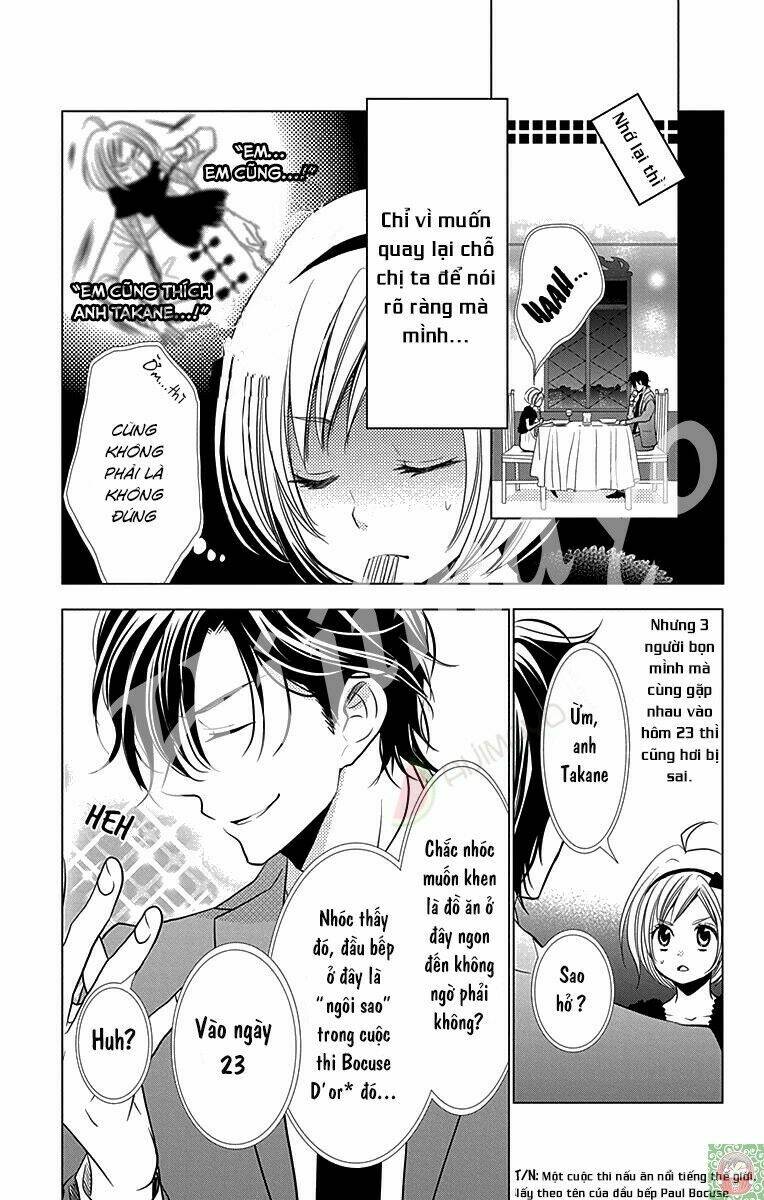 Nhớ lại thì
HAAH...
Chỉ vì muốn
quay lại chỗ
chị ta để nói
rõ ràng mà
mình...
“EM...
EM CŨNG....!”
“EM CŨNG THÍCH
ANH TAKANE....!”
Ờm...thì
CŨNG
KHÔNG
PHẢI LÀ
KHÔNG
ĐÚNG
Nhưng 3
người bọn
mình mà
cùng gặp
nhau vào
hôm 23 thì
cũng hơi bị
sai.
Ừm,
anh
Takane
Sao
hở?
Chắc nhóc
muốn khen
là đồ ăn ở
đây ngon
đến không
ngờ phải
không?
Nhóc thấy
đó, đầu bếp
ở đây là
“ngôi sao”
trong cuộc
thi Bocuse
D'or* đó...
Vào ngày
23
HEH
Huh?
T/N: Một cuộc thi nấu ăn nổi tiếng thế giới,
lấy theo tên của đầu bếp Paul Bocuse